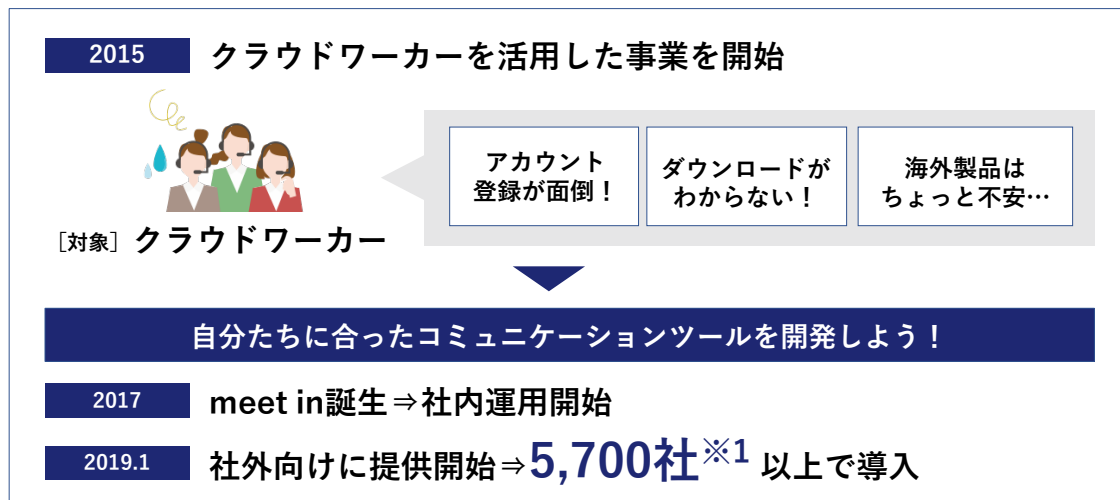 2015 クラウドワーカーを活用した事業を開始
アカウント
登録が面倒！
ダウンロードが
わからない！
海外製品は
ちょっと不安…
［対象］クラウドワーカー
自分たちに合ったコミュニケーションツールを開発しよう！
2017 meet in誕生⇒社内運用開始
2019.1 社外向けに提供開始⇒5,700社※1 以上で導入